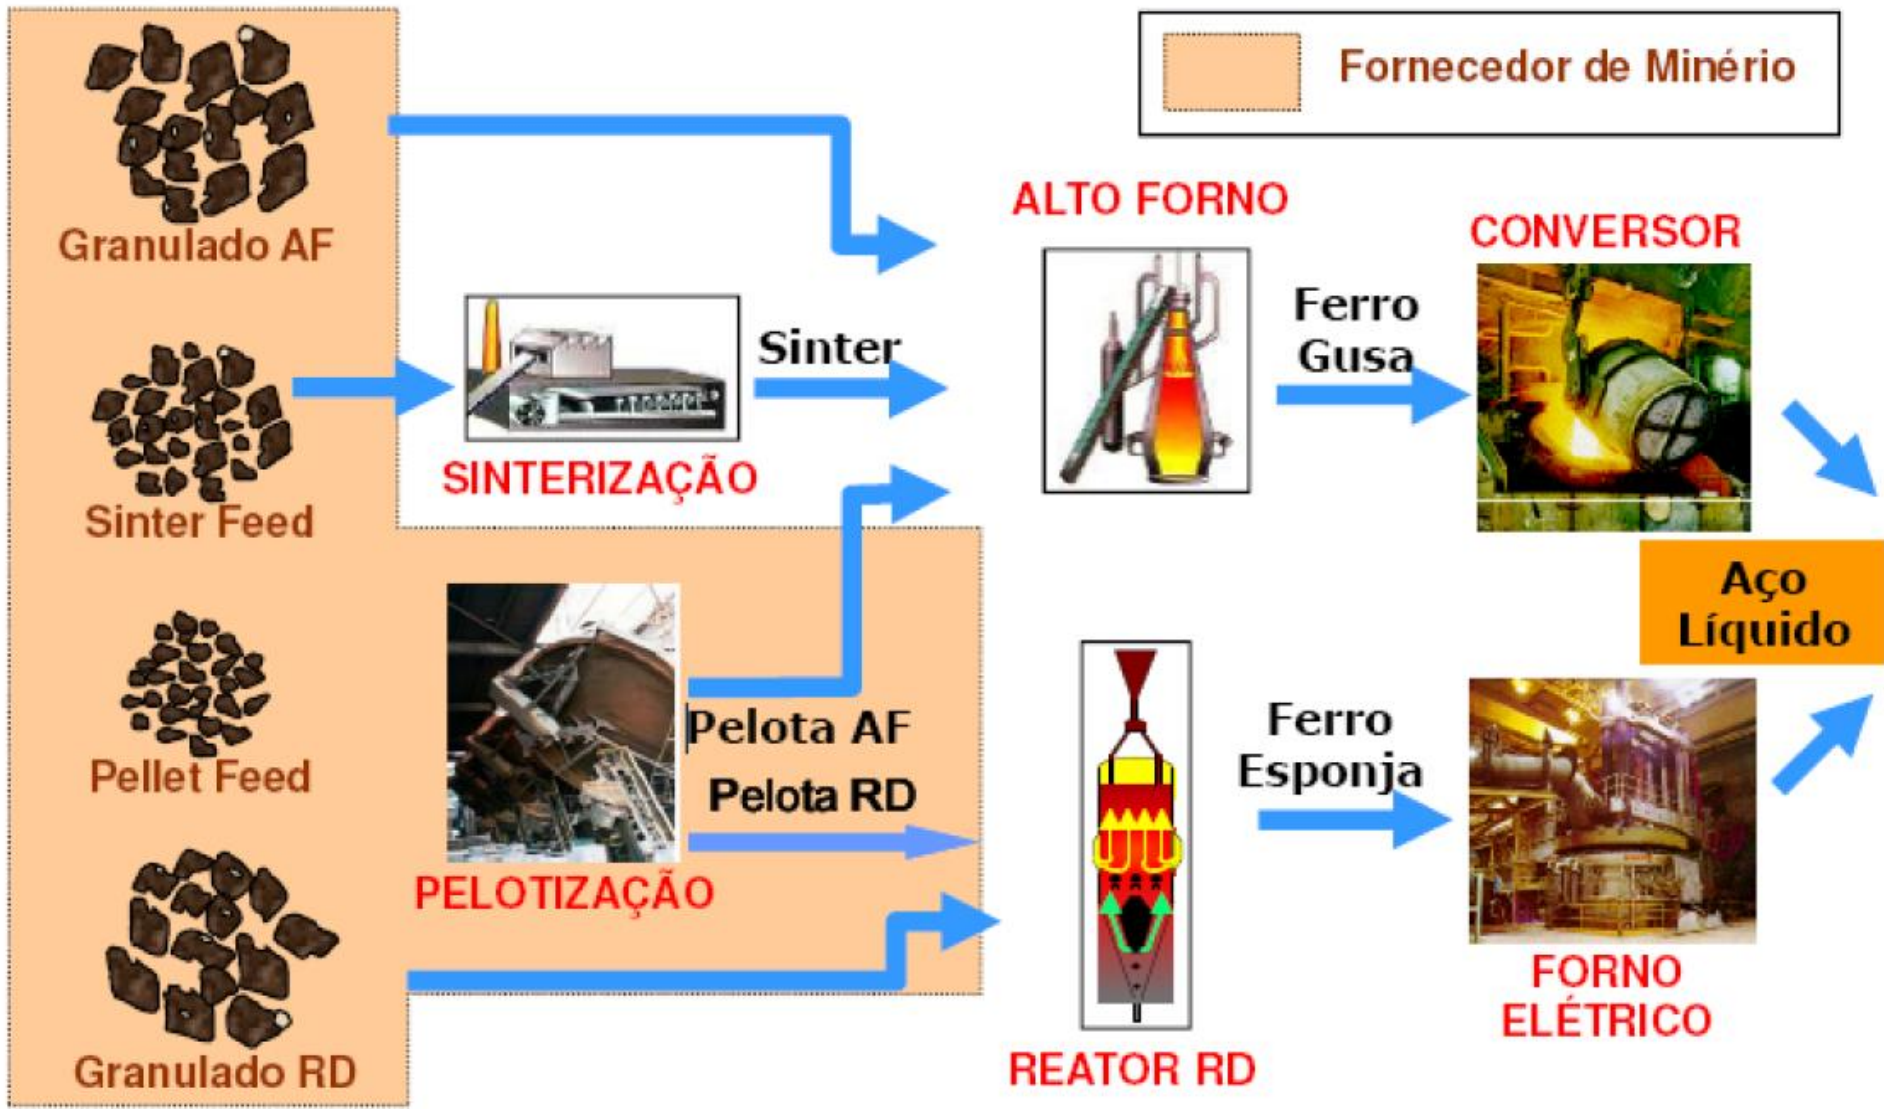 Fornecedor de Minério
Granulado AF
Sinter Feed
Pellet Feed
Granulado RD
SINTERIZAÇÃO
Sinter
PELOTIZAÇÃO
Pelota AF
Pelota RD
ALTO FORNO
Ferro
Gusa
CONVERSOR
REATOR RD
Ferro
Esponja
FORNO
ELÉTRICO
Aço
Líquido